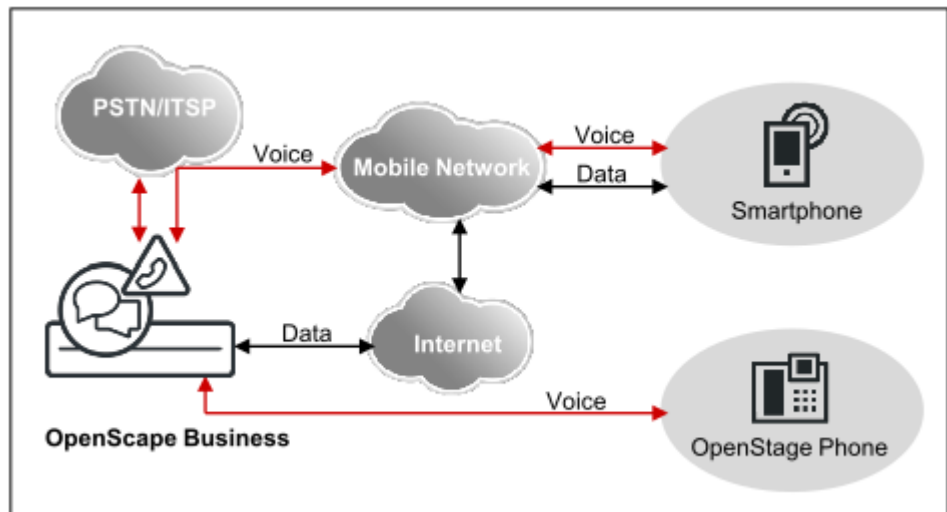 PSTN/ITSP
Voice
Mobile Network
Voice
Data
Smartphone
Data
Internet
Voice
OpenScape Business
OpenStage Phone